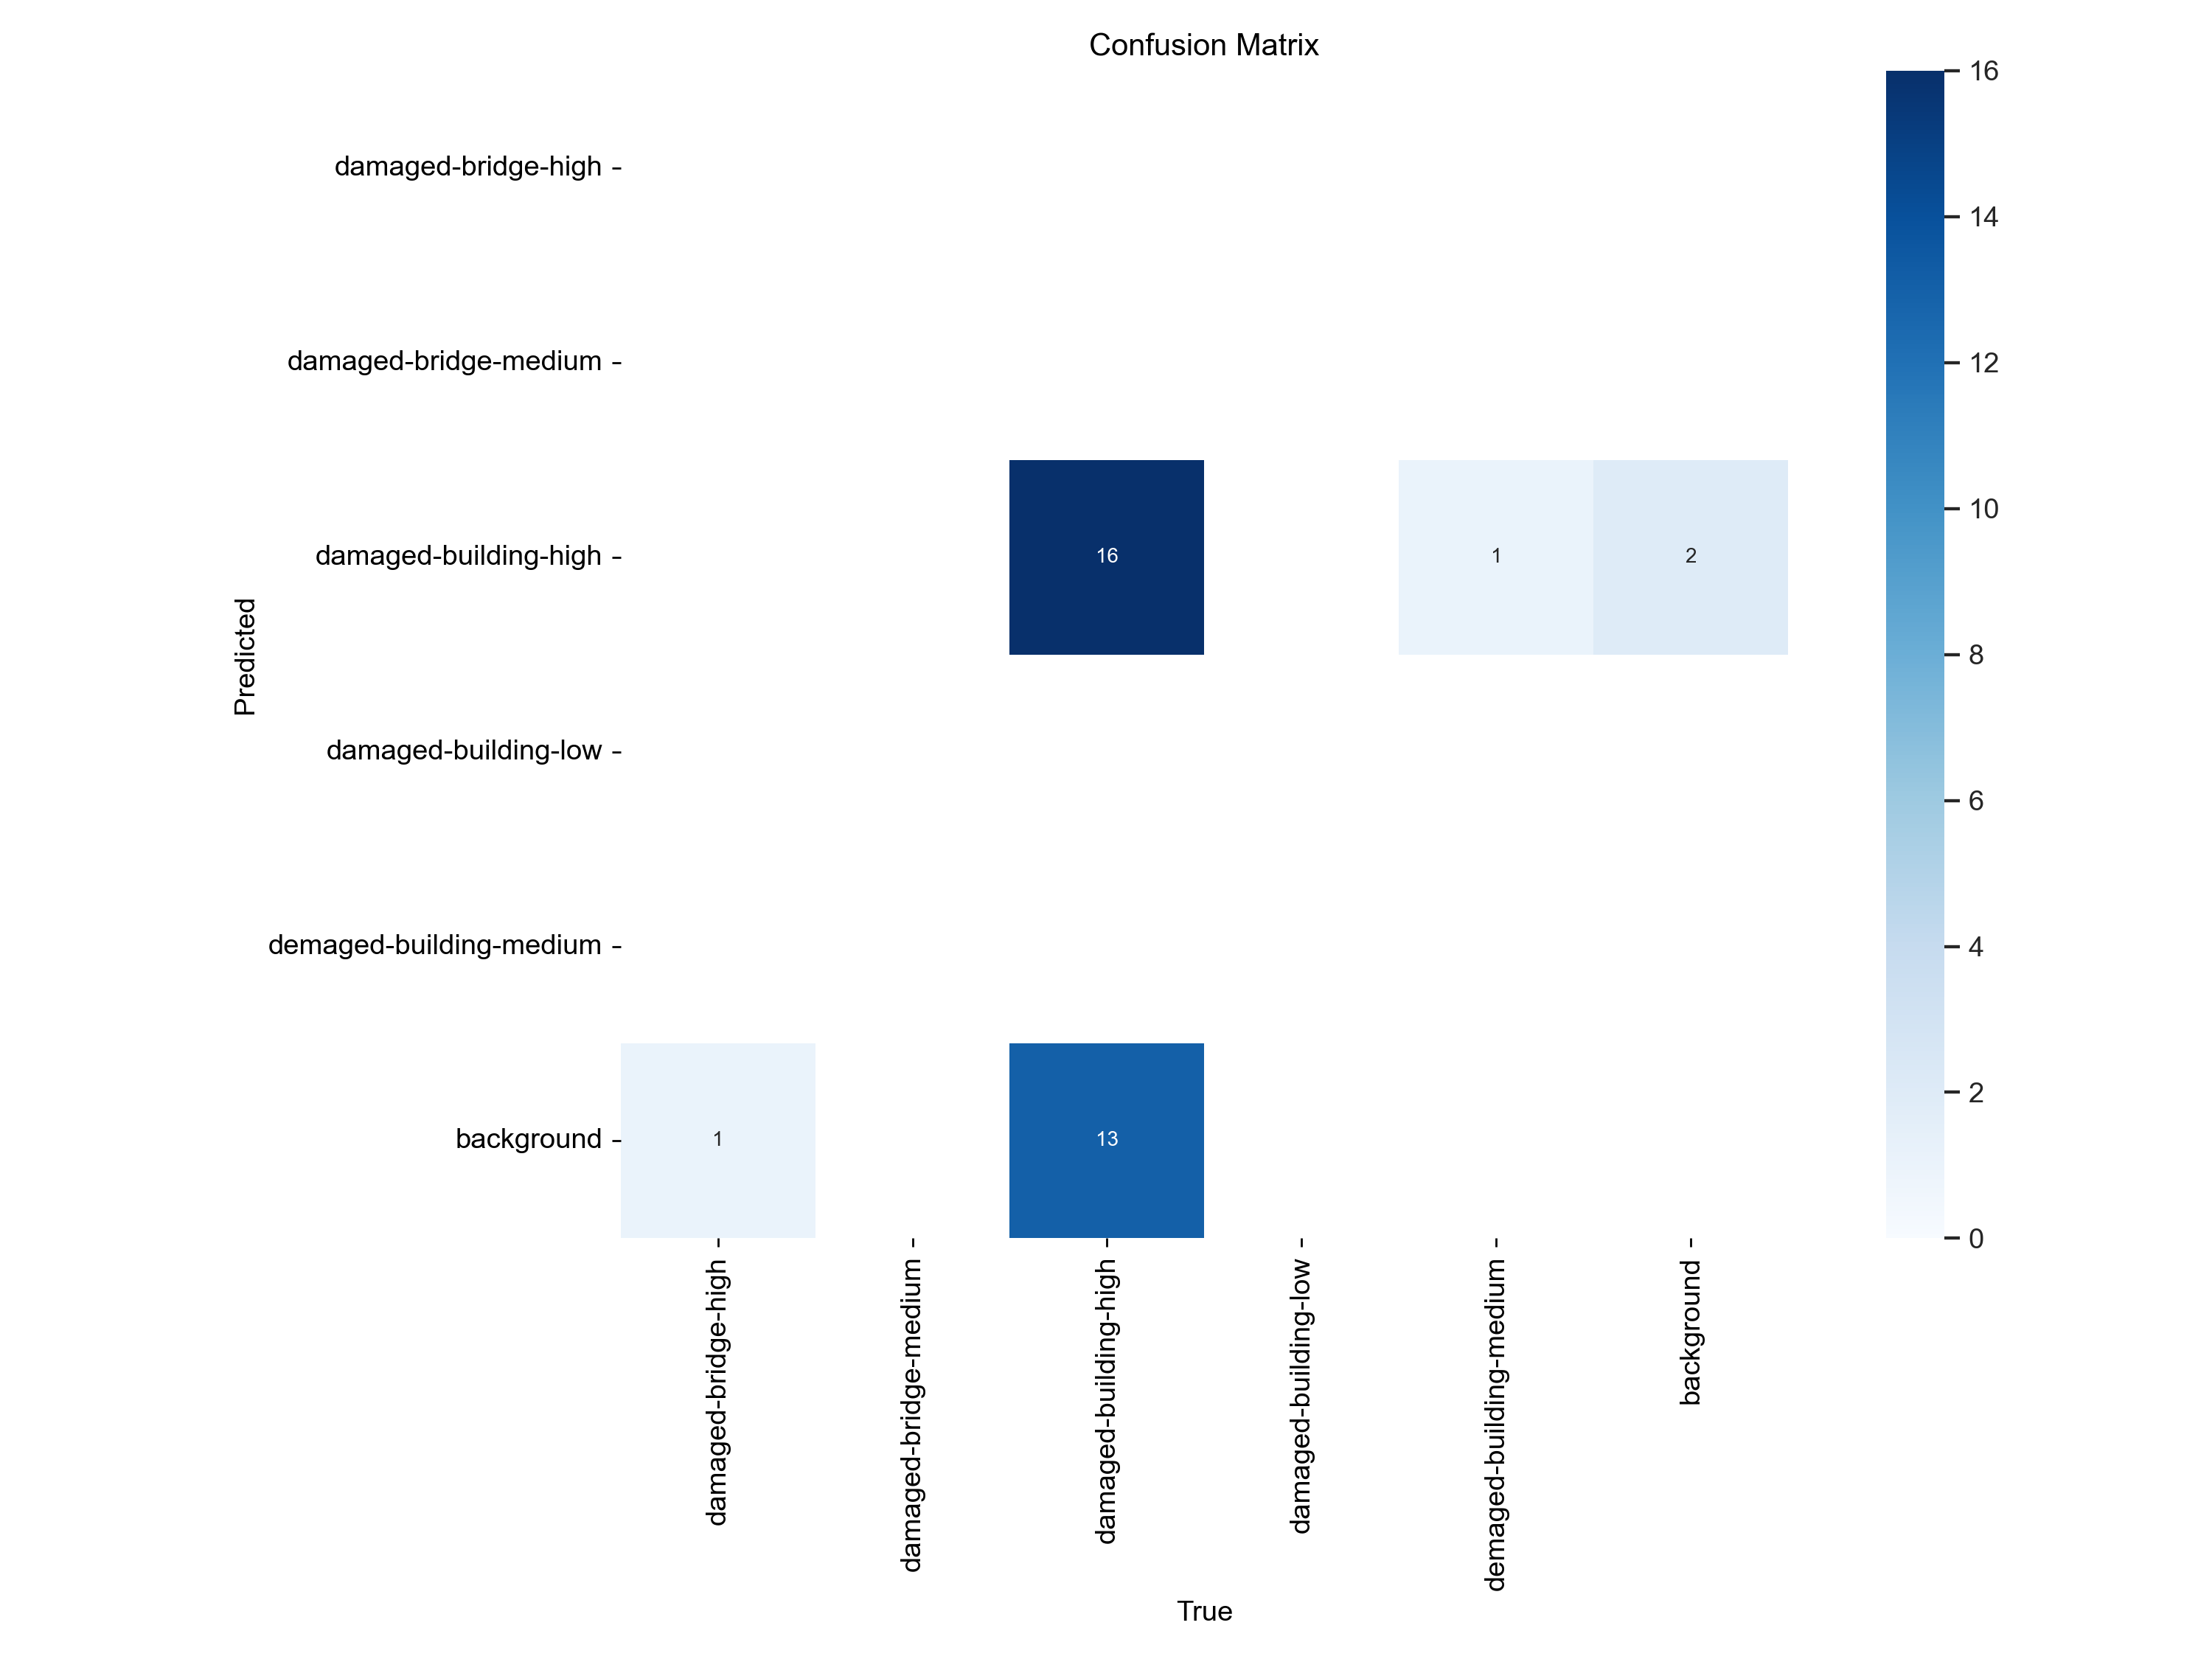 Confusion Matrix
16
14
12
10
8
6
4
2
0
Predicted
damaged-bridge-high
damaged-bridge-medium
damaged-building-high
16
1
2
damaged-building-low
demaged-building-medium
background
1
13
damaged-bridge-high
damaged-bridge-medium
damaged-building-high
damaged-building-low
demaged-building-medium
background
True